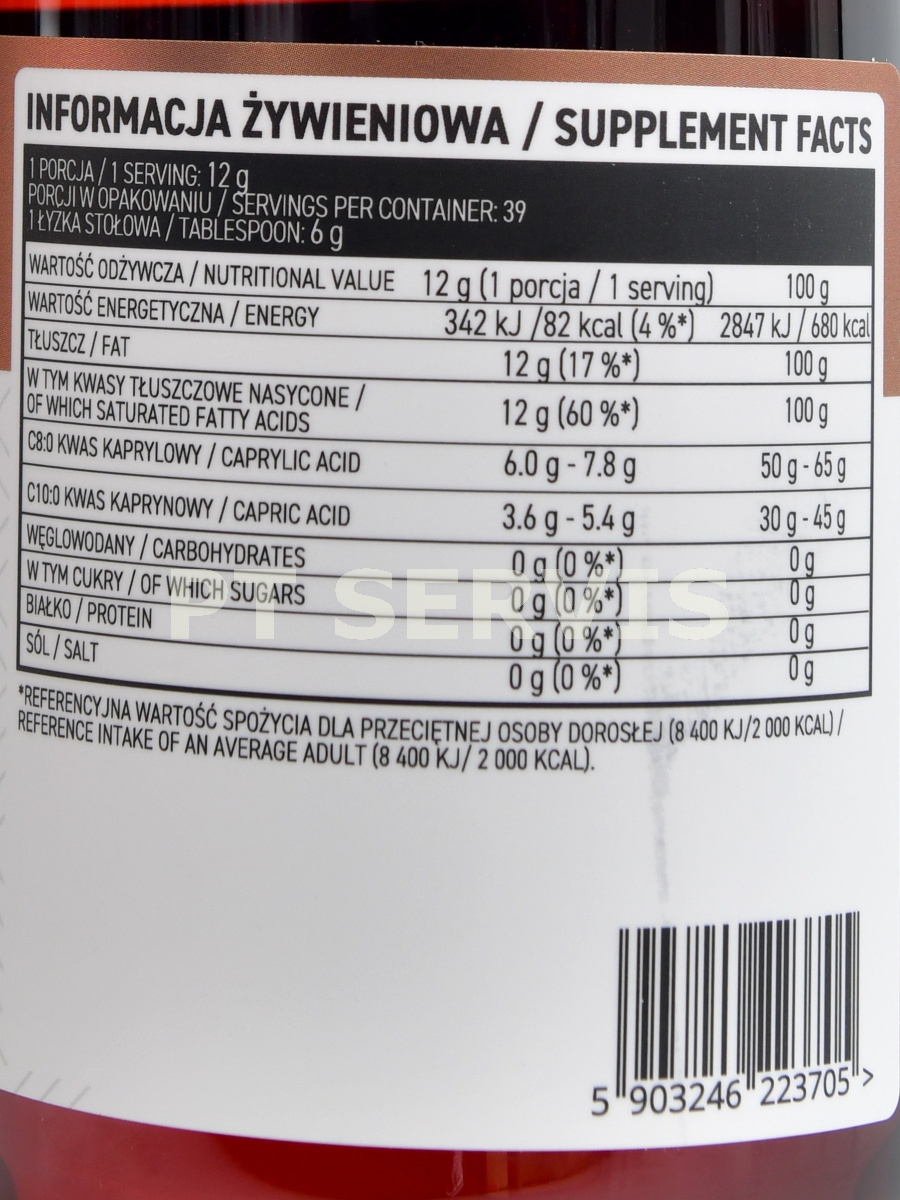 INFORMACJA ŻYWIENIOWA / SUPPLEMENT FACTS
1 PORCJA / 1 SERVING: 12 g
PORCJI W OPAKOWANIU / SERVINGS PER CONTAINER: 39
1 ŁYŻKA STOŁOWA / TABLESPOON: 6 g
WARTOŚĆ ODŻYWCZA / NUTRITIONAL VALUE 12 g (1 porcja / 1 serving) 100 g
WARTOŚĆ ENERGETYCZNA / ENERGY 342 kJ /82 kcal (4 %*) 2847 kJ / 680 kcal
TŁUSZCZ / FAT 12 g (17 %*) 100 g
W TYM KWASY TŁUSZCZOWE NASYCONE /
OF WHICH SATURATED FATTY ACIDS 12 g (60 %*) 100 g
C8:0 KWAS KAPRYLOWY / CAPRYLIC ACID 6.0 g - 7.8 g 50 g - 65 g
C10:0 KWAS KAPRYNOWY / CAPRIC ACID 3.6 g - 5.4 g 30 g - 45 g
WĘGLOWODANY / CARBOHYDRATES 0 g (0 %*) 0 g
W TYM CUKRY / OF WHICH SUGARS 0 g (0 %*) 0 g
PT SERVIS
BIAŁKO / PROTEIN 0 g (0 %*) 0 g
SÓL / SALT 0 g (0 %*) 0 g
*REFERENCYJNA WARTOŚĆ SPOŻYCIA DLA PRZECIĘTNEJ OSOBY DOROSŁEJ (8 400 KJ/2 000 KCAL) /
REFERENCE INTAKE OF AN AVERAGE ADULT (8 400 KJ/ 2 000 KCAL).
5 903246 223705 >